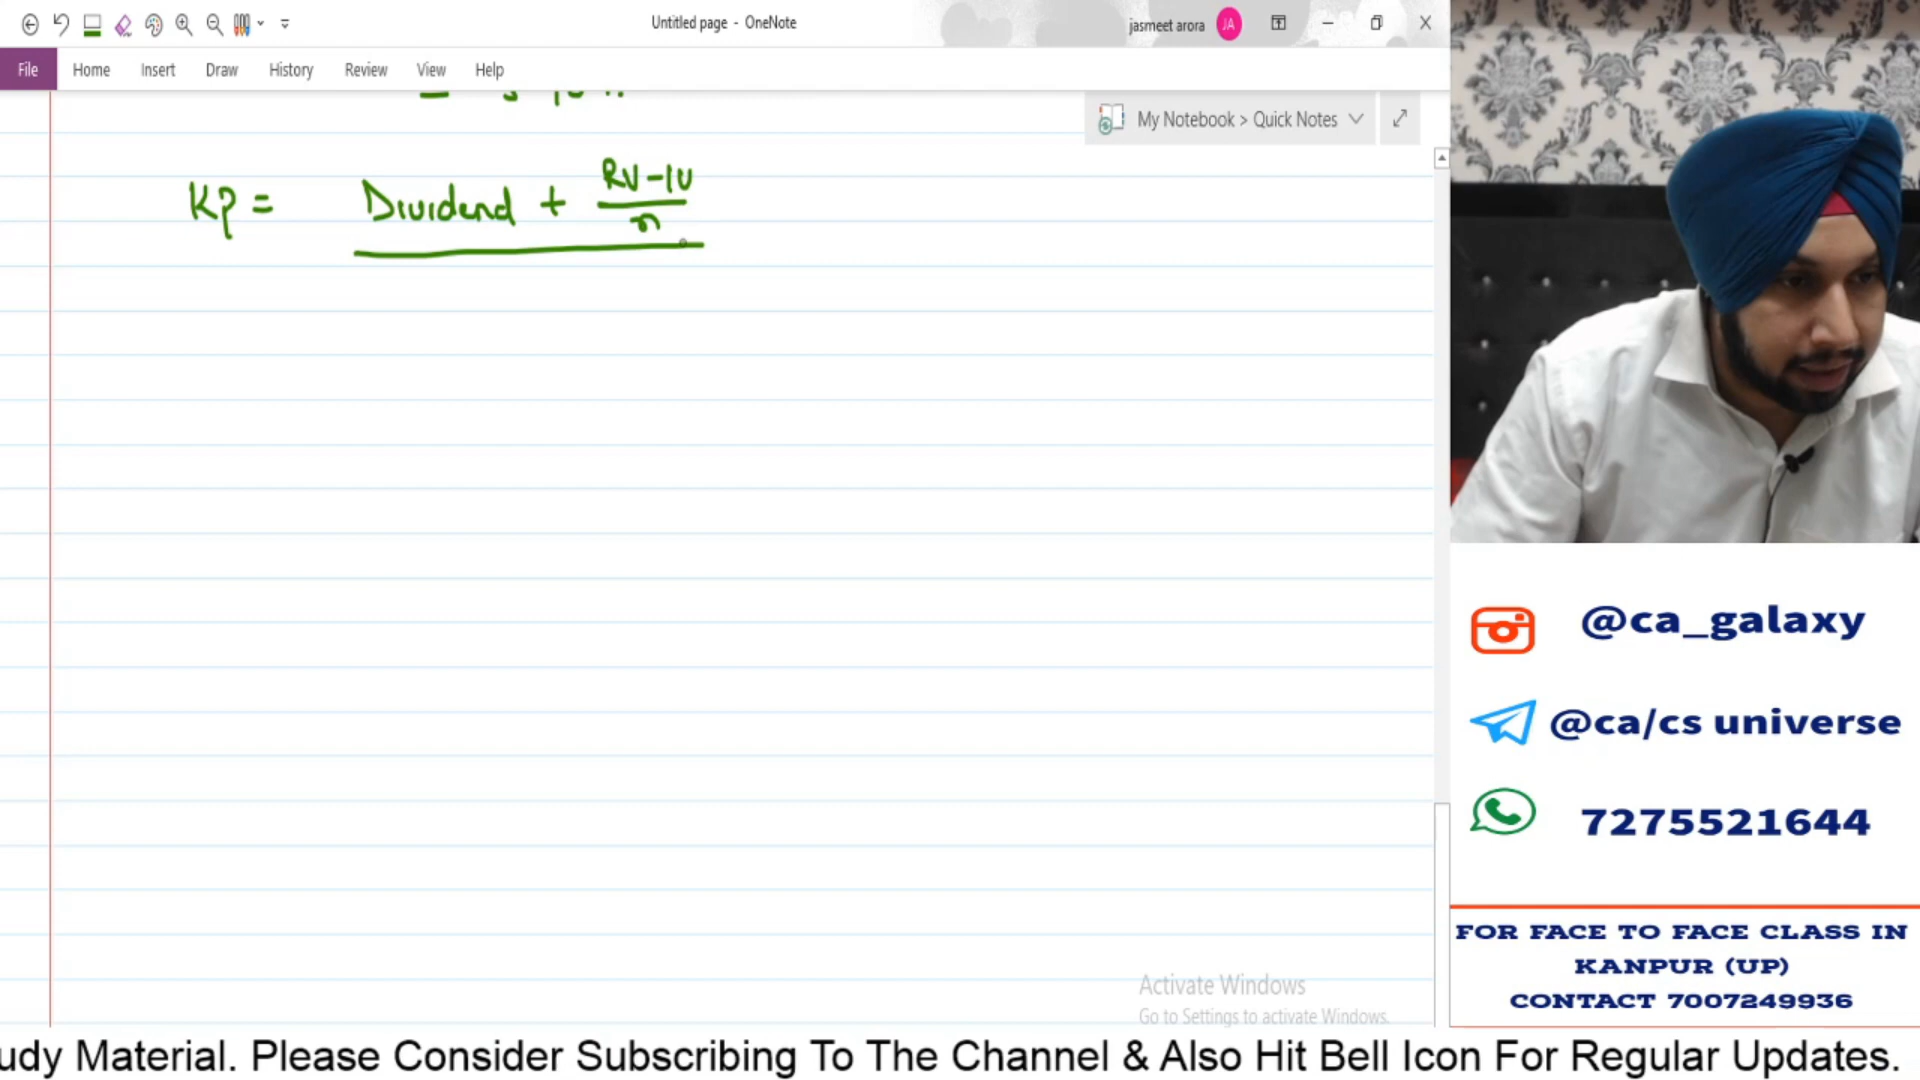 Untitled page - OneNote
jasmeet arora
JA
File Home Insert Draw History Review View Help
My Notebook > Quick Notes
Kp = Dividend + RV-IV
n
@ca_galaxy
@ca/cs universe
7275521644
FOR FACE TO FACE CLASS IN
KANPUR (UP)
CONTACT 7007249936
Activate Windows
Go to Settings to activate Windows.
udy Material. Please Consider Subscribing To The Channel & Also Hit Bell Icon For Regular Updates.